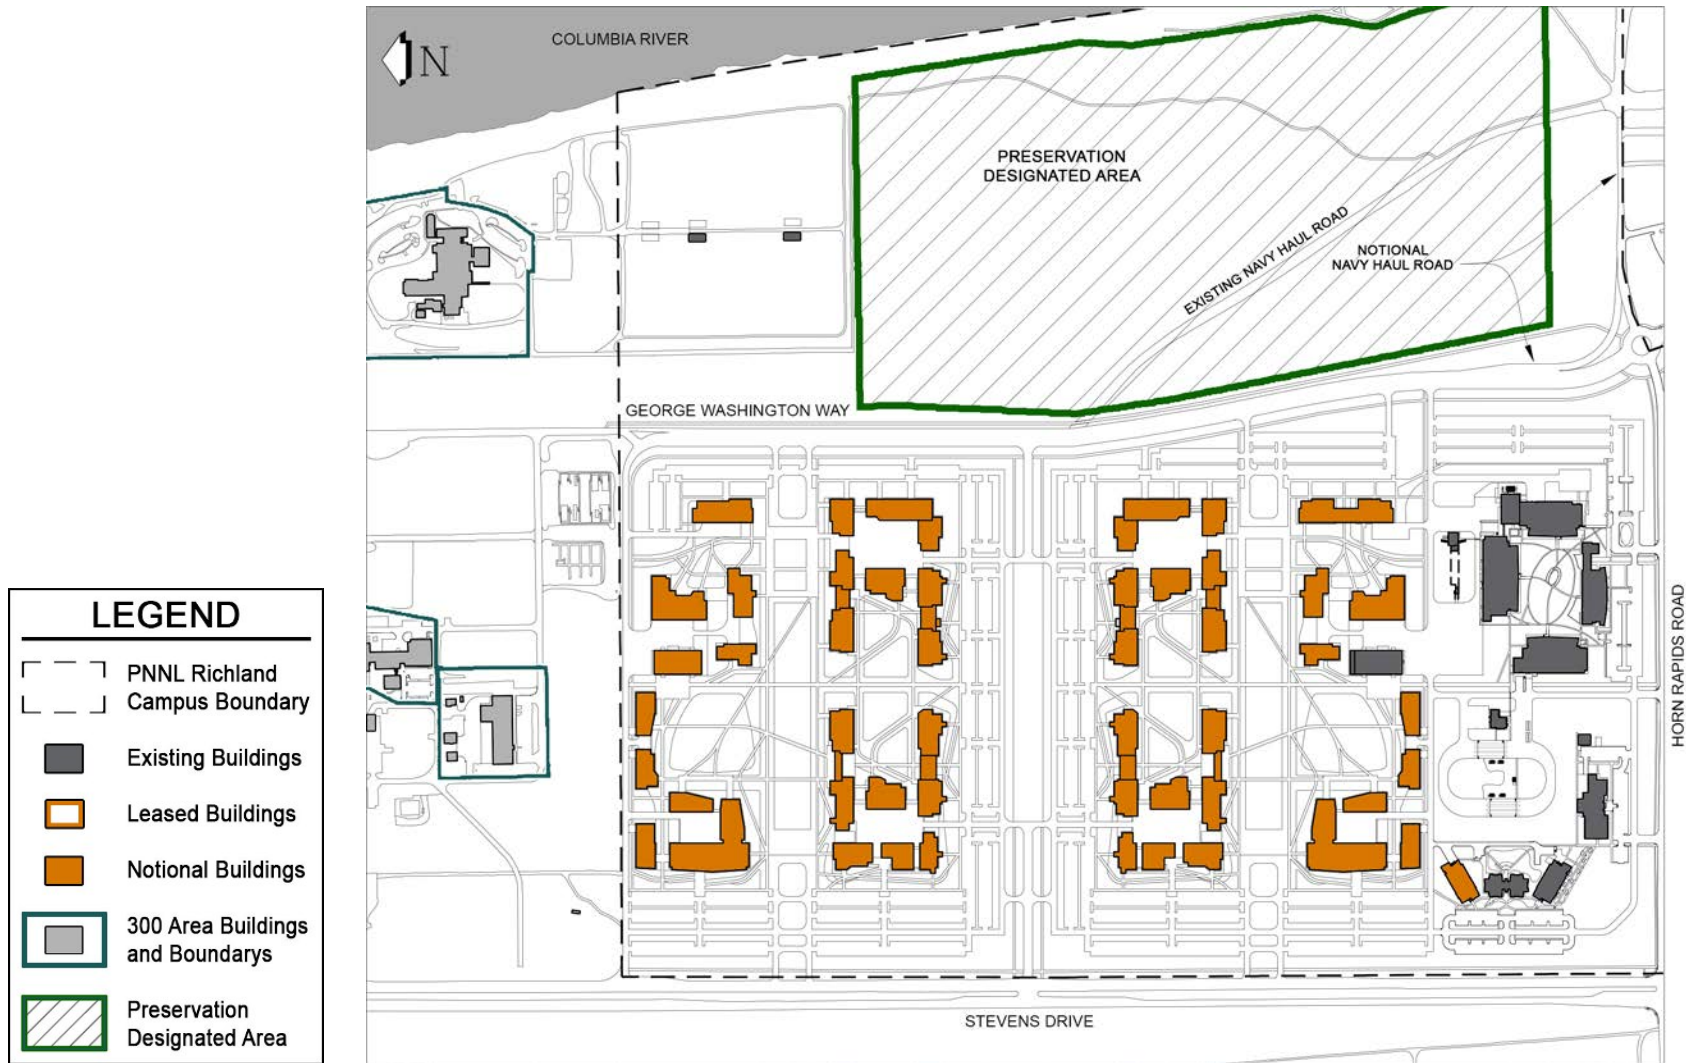 COLUMBIA RIVER
N
PRESERVATION
DESIGNATED AREA
EXISTING NAVY HAUL ROAD
NOTIONAL
NAVY HAUL ROAD
GEORGE WASHINGTON WAY
HORN RAPIDS ROAD
STEVENS DRIVE
LEGEND
PNNL Richland
Campus Boundary
Existing Buildings
Leased Buildings
Notional Buildings
300 Area Buildings
and Boundarys
Preservation
Designated Area